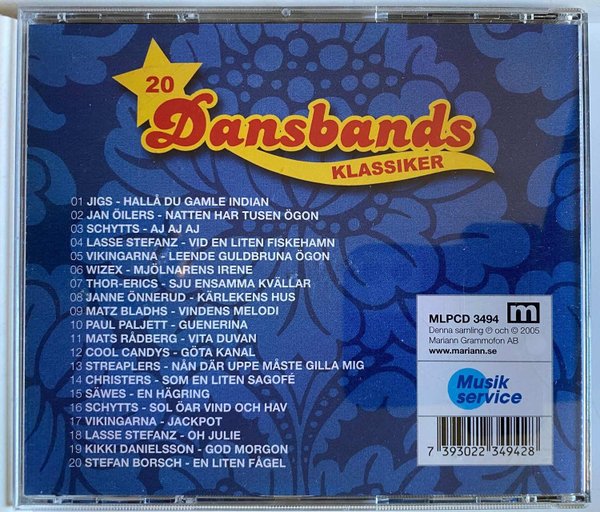 20
Dansbands
KLASSIKER
01 JIGS - HALLÅ DU GAMLE INDIAN
02 JAN ÖILERS - NATTEN HAR TUSEN ÖGON
03 SCHYTTS - AJ AJ AJ
04 LASSE STEFANZ - VID EN LITEN FISKEHAMN
05 VIKINGARNA - LEENDE GULDBRUNA ÖGON
06 WIZEX - MJÖLNARENS IRENE
07 THOR-ERICS - SJU ENSAMMA KVÄLLAR
08 JANNE ÖNNERUD - KÄRLEKENS HUS
09 MATZ BLADHS - VINDENS MELODI
10 PAUL PALJETT - GUENERINA
11 MATS RÅDBERG - VITA DUVAN
12 COOL CANDYS - GÖTA KANAL
13 STREAPLERS - NÅN DÄR UPPE MÅSTE GILLA MIG
14 CHRISTERS - SOM EN LITEN SAGOFÉ
15 SÄWES - EN HÄGRING
16 SCHYTTS - SOL ÖAR VIND OCH HAV
17 VIKINGARNA - JACKPOT
18 LASSE STEFANZ - OH JULIE
19 KIKKI DANIELSSON - GOD MORGON
20 STEFAN BORSCH - EN LITEN FÅGEL
MLPCD 3494 m
Denna samling ℗ och © 2005
Mariann Grammofon AB
www.mariann.se
Musik
service
7 393022 349428